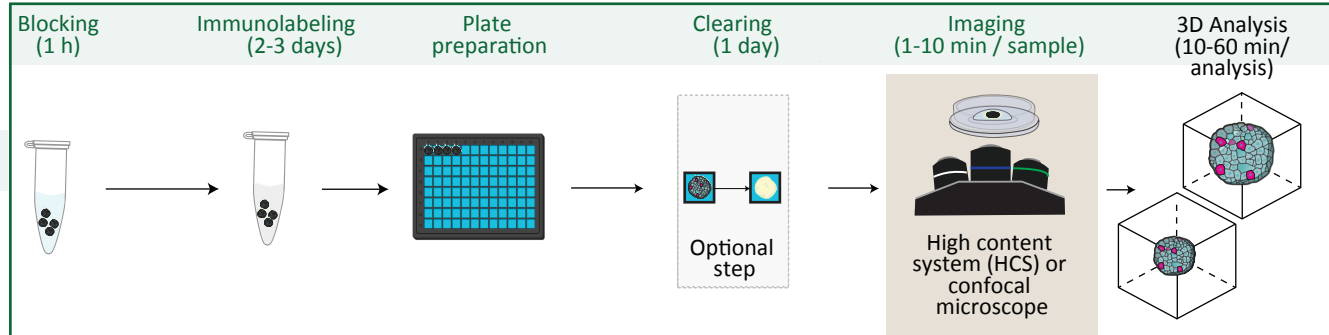 Blocking
(1 h)
Immunolabeling
(2-3 days)
Plate
preparation
Clearing
(1 day)
Imaging
(1-10 min / sample)
3D Analysis
(10-60 min/
analysis)
Optional
step
High content
system (HCS) or
confocal
microscope